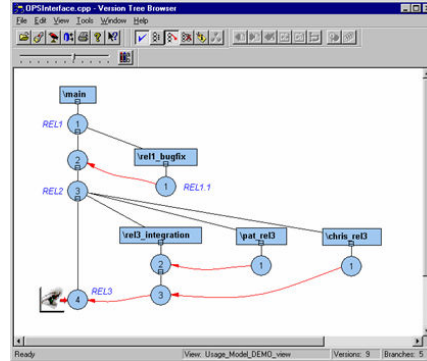 OPSInterface.cpp - Version Tree Browser
File Edit View Tools Window Help
\main
REL1 1
\rel1_bugfix
2
1 REL1.1
REL2 3
\rel3_integration \pat_rel3 \chris_rel3
2 1 1
REL3 3
4
Ready View: Usage_Model_DEMO_view Versions: 9 Branches: 5